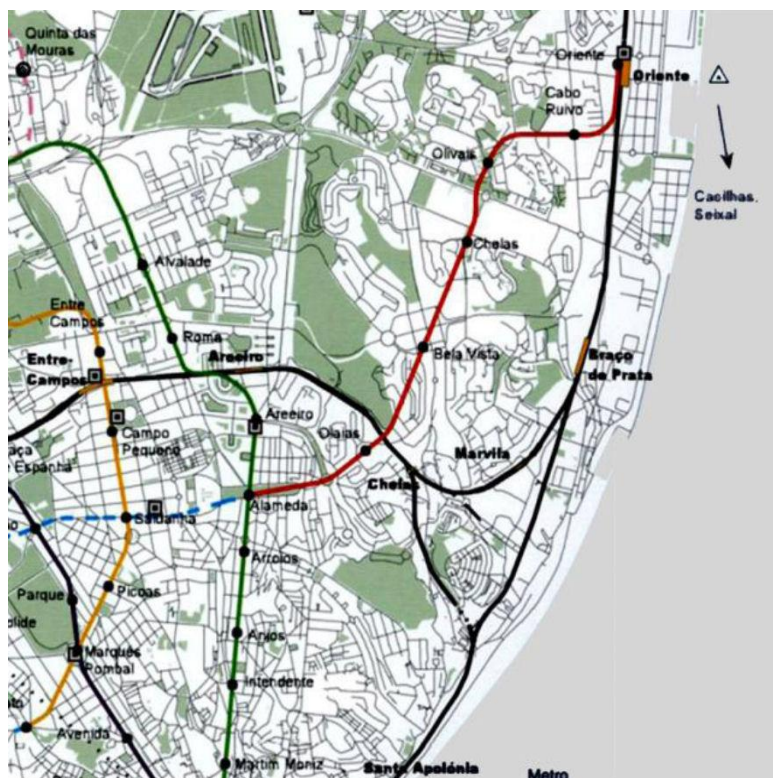 Quinta das
Mouras
Oriente
Oriente
Cabo
Ruivo
Olivais
Cacilhas,
Seixal
Chelas
Alvalade
Entre
Campos
Roma
Entre-
Campos
Areeiro
Bela Vista
Braço
de Prata
Areeiro
Campo
Pequeno
Olaias
Marvila
Chelas
Espanha
Alameda
Saldanha
Arroios
Parque
Picoas
Anjos
Marquês
Pombal
Intendente
Avenida
Martim Moniz
Santa Apolónia
Metro